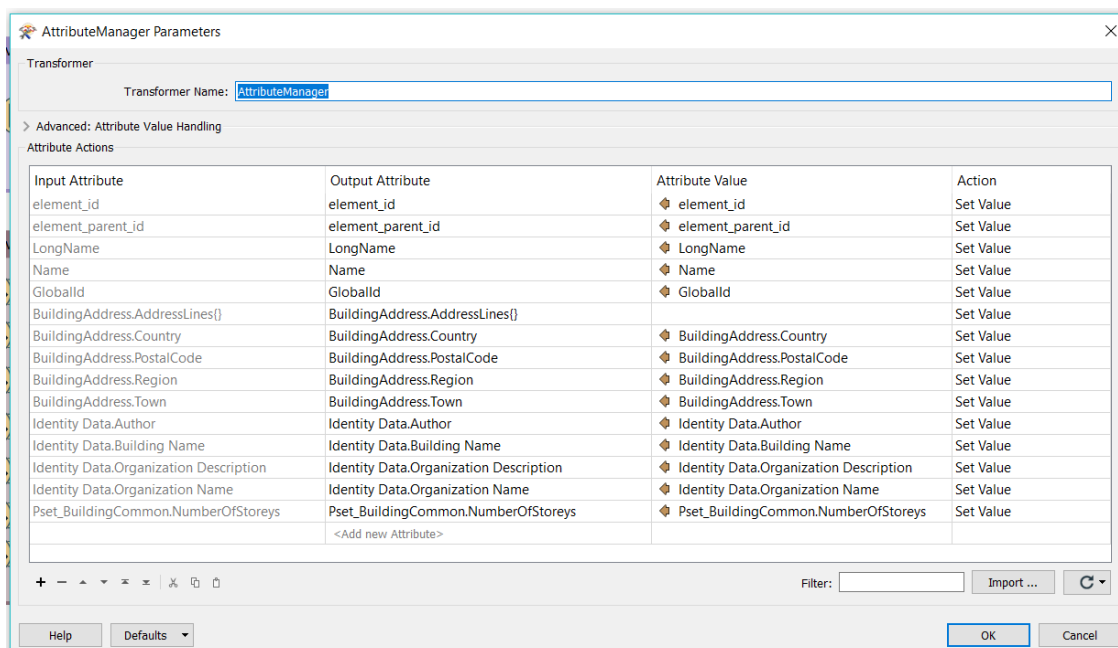 AttributeManager Parameters
Transformer
Transformer Name: AttributeManager
Advanced: Attribute Value Handling
Attribute Actions
Input Attribute Output Attribute Attribute Value Action
element_id element_id element_id Set Value
element_parent_id element_parent_id element_parent_id Set Value
LongName LongName LongName Set Value
Name Name Name Set Value
GlobalId GlobalId GlobalId Set Value
BuildingAddress.AddressLines{} BuildingAddress.AddressLines{} Set Value
BuildingAddress.Country BuildingAddress.Country BuildingAddress.Country Set Value
BuildingAddress.PostalCode BuildingAddress.PostalCode BuildingAddress.PostalCode Set Value
BuildingAddress.Region BuildingAddress.Region BuildingAddress.Region Set Value
BuildingAddress.Town BuildingAddress.Town BuildingAddress.Town Set Value
Identity Data.Author Identity Data.Author Identity Data.Author Set Value
Identity Data.Building Name Identity Data.Building Name Identity Data.Building Name Set Value
Identity Data.Organization Description Identity Data.Organization Description Identity Data.Organization Description Set Value
Identity Data.Organization Name Identity Data.Organization Name Identity Data.Organization Name Set Value
Pset_BuildingCommon.NumberOfStoreys Pset_BuildingCommon.NumberOfStoreys Pset_BuildingCommon.NumberOfStoreys Set Value
<Add new Attribute>
Filter: Import ...
Help Defaults OK Cancel